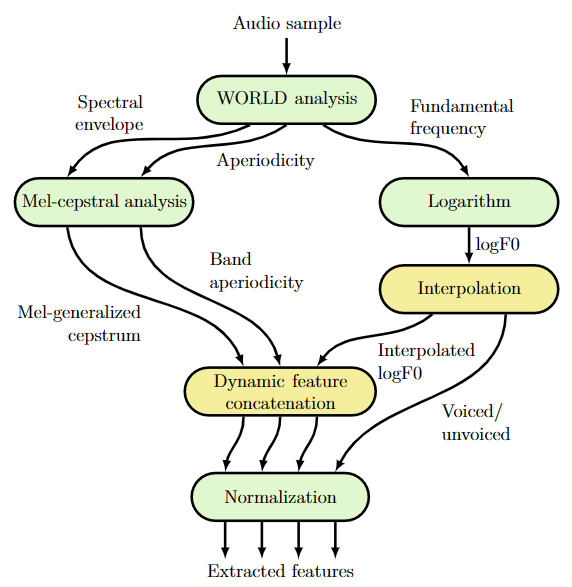 Audio sample
WORLD analysis
Spectral
envelope
Fundamental
frequency
Aperiodicity
Mel-cepstral analysis
Logarithm
logF0
Band
aperiodicity
Interpolation
Mel-generalized
cepstrum
Interpolated
logF0
Dynamic feature
concatenation
Voiced/
unvoiced
Normalization
Extracted features